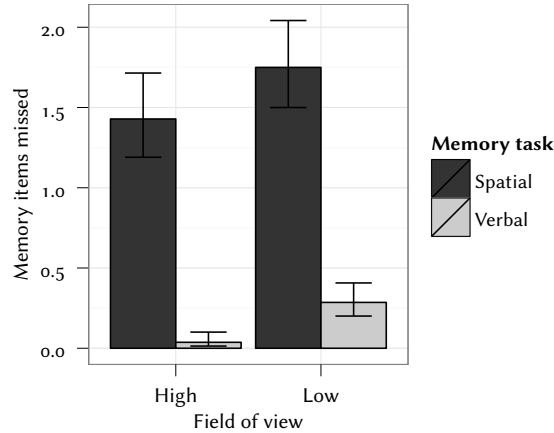 Memory items missed
2.0
1.5
1.0
0.5
0.0
High
Low
Field of view
Memory task
Spatial
Verbal